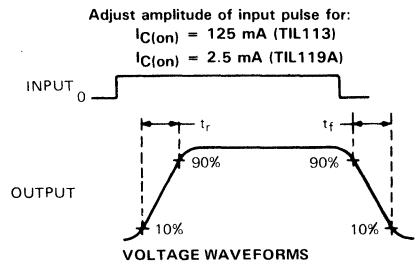 Adjust amplitude of input pulse for:
IC(on) = 125 mA (TIL113)
IC(on) = 2.5 mA (TIL119A)
INPUT
0
tr
tf
90%
90%
OUTPUT
10%
10%
VOLTAGE WAVEFORMS